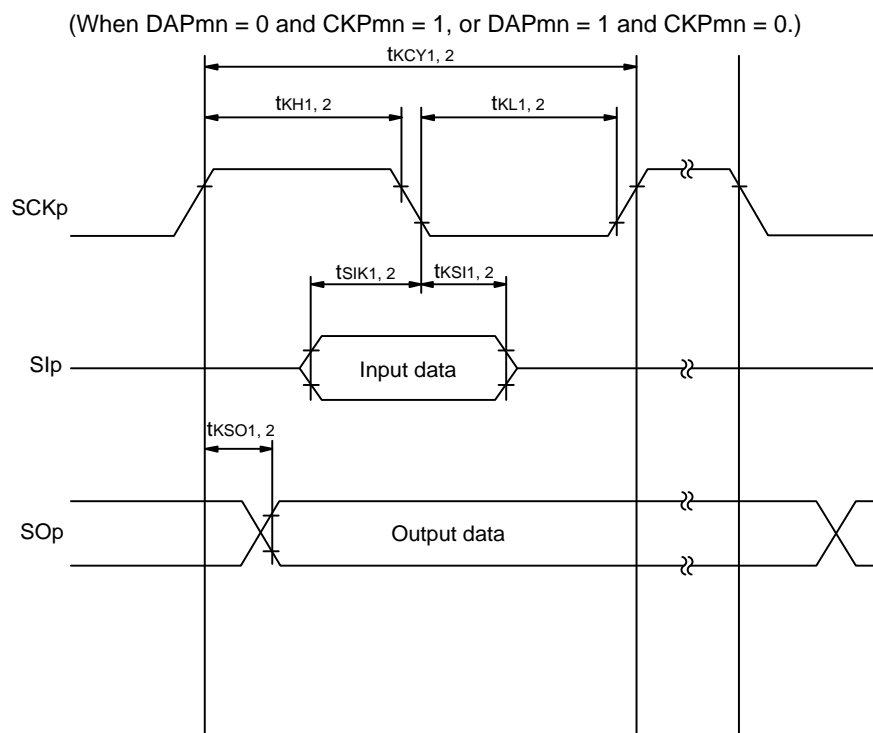 (When DAPmn = 0 and CKPmn = 1, or DAPmn = 1 and CKPmn = 0.)
tKCY1, 2
tKH1, 2
tKL1, 2
SCKp
tSIK1, 2
tKSI1, 2
SIp
Input data
tKSO1, 2
SOp
Output data